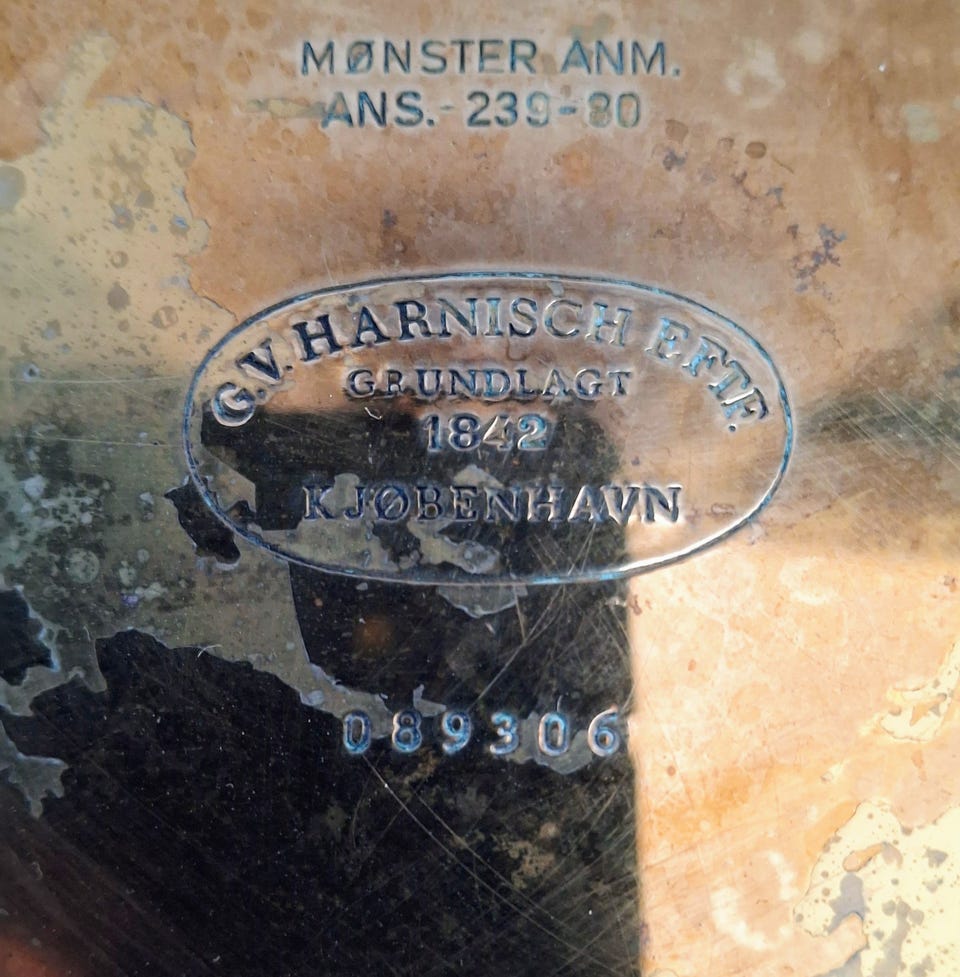 MØNSTER ANM.
ANS.-239-80
G.V. HARNISCH EFTF.
GRUNDLAGT
1842
KJØBENHAVN
089306